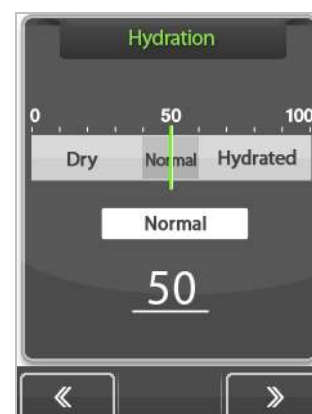 Hydration
0 50 100
Dry Normal Hydrated
Normal
50
« »